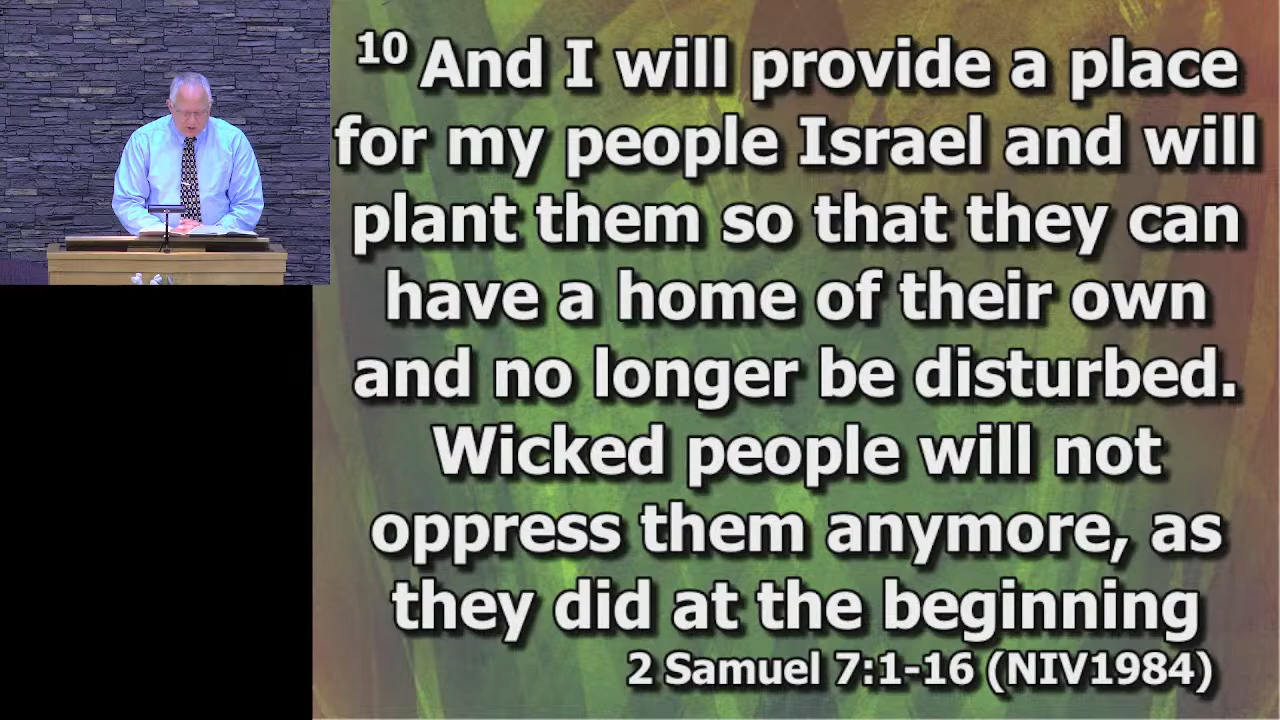 10 And I will provide a place
for my people Israel and will
plant them so that they can
have a home of their own
and no longer be disturbed.
Wicked people will not
oppress them anymore, as
they did at the beginning
2 Samuel 7:1-16 (NIV1984)